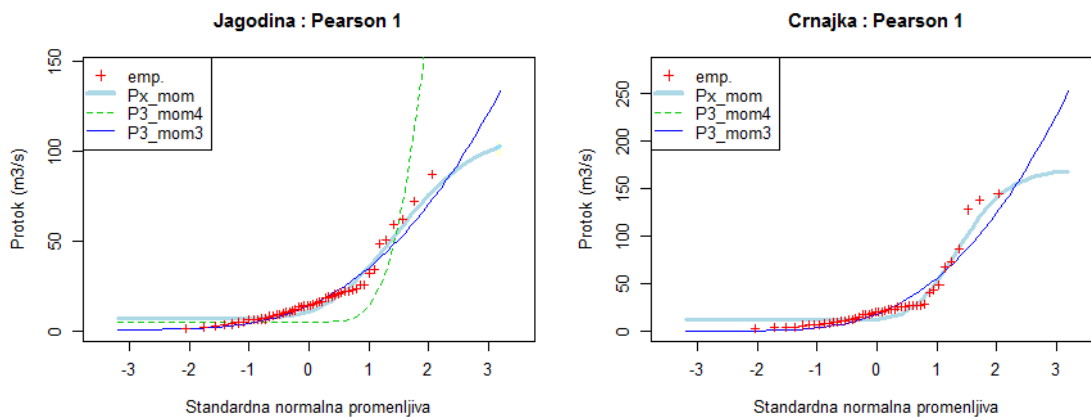 Jagodina : Pearson 1
Protok (m3/s)
150
100
50
0
emp.
Px_mom
P3_mom4
P3_mom3
-3 -2 -1 0 1 2 3
Standardna normalna promenljiva
Crnajka : Pearson 1
Protok (m3/s)
250
200
150
100
50
0
emp.
Px_mom
P3_mom4
P3_mom3
-3 -2 -1 0 1 2 3
Standardna normalna promenljiva